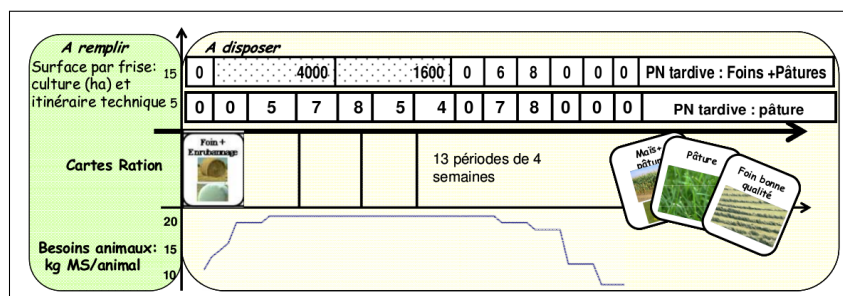 A remplir
A disposer
Surface par frise:
culture (ha) et
itinéraire technique
15 0 4000 1600 0 6 8 0 0 0 PN tardive : Foins +Pâtures
5 0 0 5 7 8 5 4 0 7 8 0 0 0 PN tardive : pâture
Foin +
Enrubannage
Cartes Ration
13 périodes de 4
semaines
Maïs+
pâture
Pâture
Foin bonne
qualité
Besoins animaux:
kg MS/animal
20
15
10